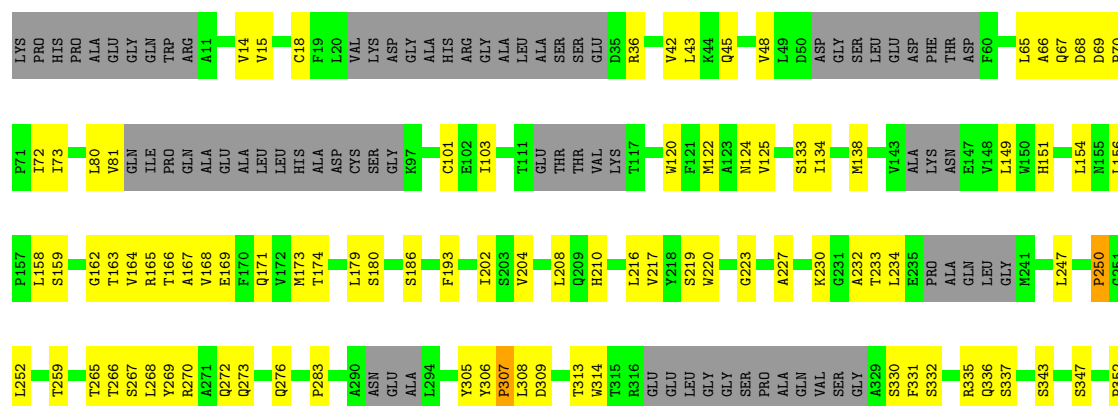 LYS PRO HIS PRO ALA GLU GLY GLN TRP ARG A11 V14 V15 C18 F19 L20 VAL LYS ASP GLY ALA HIS ARG GLY ALA LEU ALA SER SER GLU D35 R36 V42 L43 K44 Q45 V48 L49 D50 ASP GLY SER LEU GLU ASP PHE THR ASP F60 L65 A66 Q67 D68 D69 P70
P71 I72 I73 L80 V81 GLN ILE PRO GLN ALA GLU ALA LEU LEU HIS ALA ASP CYS SER GLY K97 C101 E102 I103 T111 GLU THR THR VAL LYS T117 W120 F121 M122 A123 N124 V125 S133 I134 M138 V143 ALA LYS ASN E147 V148 L149 W150 H151 L154 N155 L156
P157 L158 S159 G162 T163 V164 R165 T166 A167 V168 E169 F170 Q171 V172 M173 T174 L179 S180 S186 F193 I202 S203 V204 L208 Q209 H210 L216 V217 Y218 S219 W220 G223 A227 K230 G231 A232 T233 L234 E235 PRO ALA GLN LEU GLY M241 L247 P250 G251
L252 T259 T265 T266 S267 L268 Y269 R270 A271 Q272 Q273 Q276 P283 A290 ASN GLU ALA L294 Y305 Y306 P307 L308 D309 T313 W314 T315 R316 GLU GLU LEU GLY GLY SER PRO ALA GLN VAL SER GLY A329 S330 F331 S332 R335 Q336 S337 S343 S347 S352